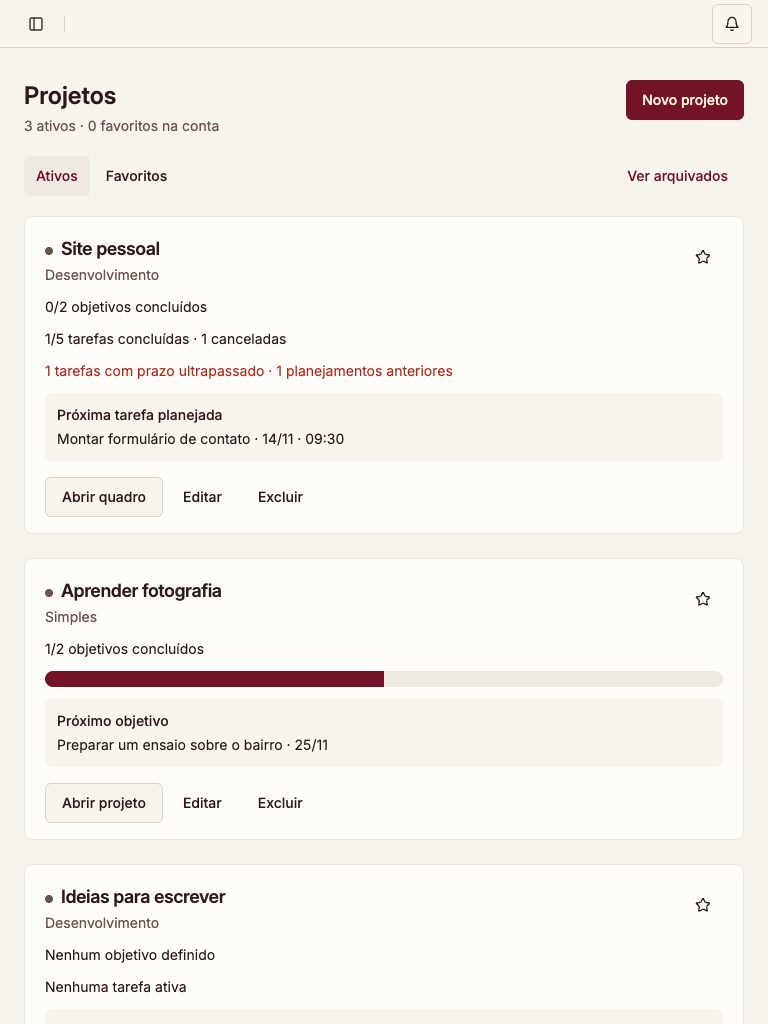 Projetos
Novo projeto
3 ativos · 0 favoritos na conta
Ativos
Favoritos
Ver arquivados
Site pessoal
Desenvolvimento
0/2 objetivos concluídos
1/5 tarefas concluídas · 1 canceladas
1 tarefas com prazo ultrapassado · 1 planejamentos anteriores
Próxima tarefa planejada
Montar formulário de contato · 14/11 · 09:30
Abrir quadro
Editar
Excluir
Aprender fotografia
Simples
1/2 objetivos concluídos
Próximo objetivo
Preparar um ensaio sobre o bairro · 25/11
Abrir projeto
Editar
Excluir
Ideias para escrever
Desenvolvimento
Nenhum objetivo definido
Nenhuma tarefa ativa